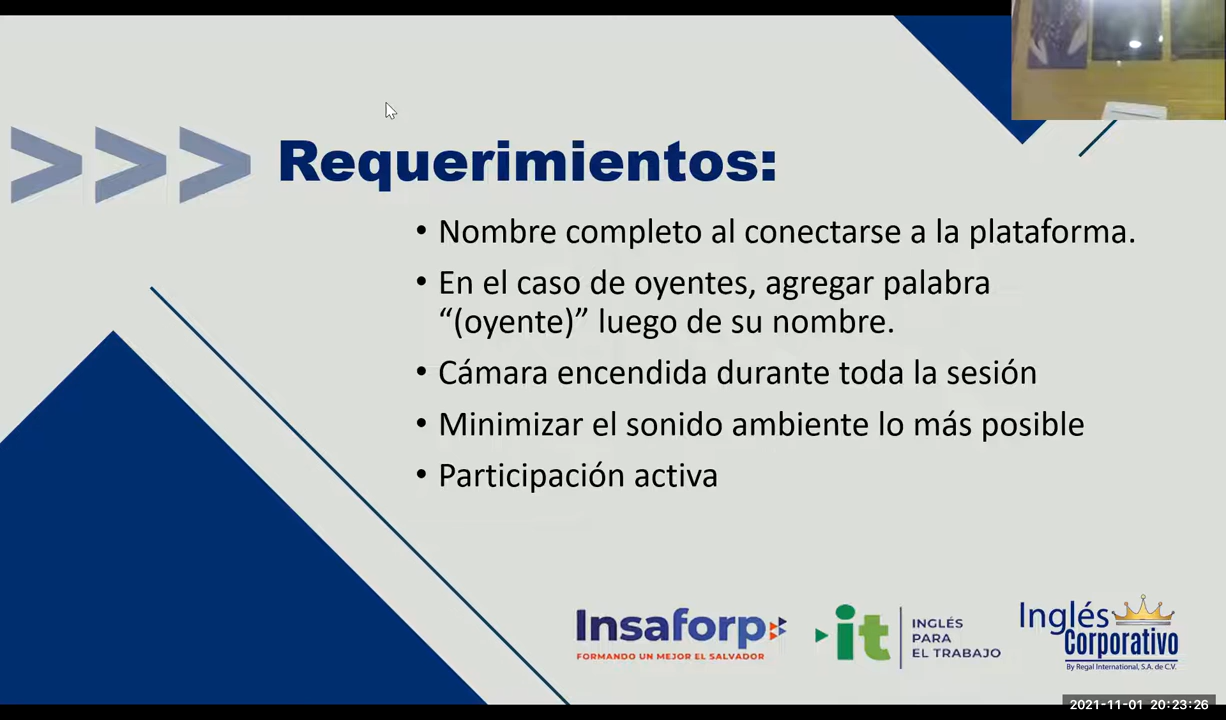 >>> Requerimientos:
• Nombre completo al conectarse a la plataforma.
• En el caso de oyentes, agregar palabra
“(oyente)” luego de su nombre.
• Cámara encendida durante toda la sesión
• Minimizar el sonido ambiente lo más posible
• Participación activa
Insaforp
FORMANDO UN MEJOR EL SALVADOR
it
INGLÉS
PARA
EL TRABAJO
Inglés
Corporativo
By Regal International, S.A. de C.V.
2021-11-01 20:23:26